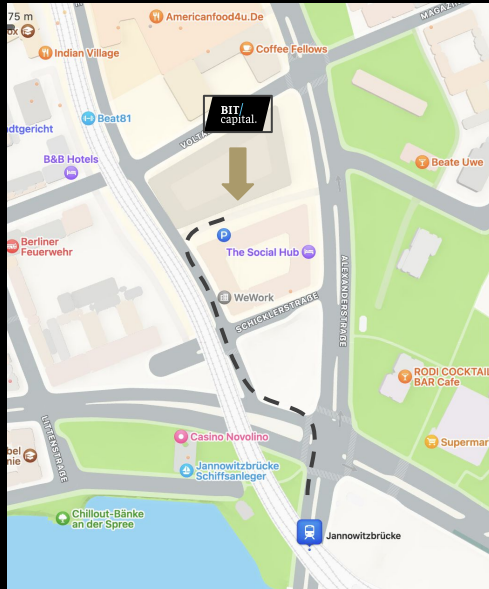 75 m
Americanfood4u.De
MAGAZIN
Indian Village
Coffee Fellows
BIT/
capital.
Beat81
dtgericht
VOLTA
B&B Hotels
Beate Uwe
P
Berliner
Feuerwehr
The Social Hub
ALEXANDERSTRAßE
WeWork
SCHICKLERSTRAßE
RODI COCKTAIL
BAR Cafe
LITTENSTRAßE
Casino Novolino
Supermar
Jannowitzbrücke
Schiffsanleger
Chillout-Bänke
an der Spree
Jannowitzbrücke